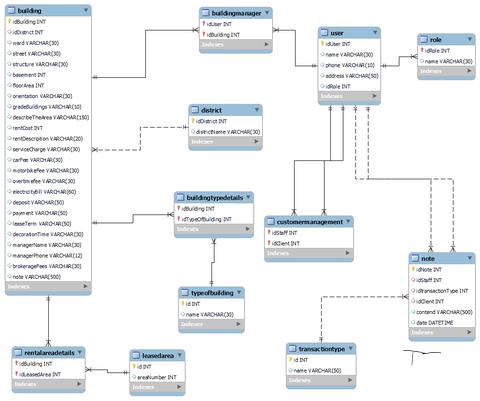 building
idBuilding INT
idDistrict INT
ward VARCHAR(30)
street VARCHAR(30)
structure VARCHAR(30)
basement INT
floorArea INT
orientation VARCHAR(30)
gradeBuildings VARCHAR(10)
describeTheArea VARCHAR(150)
rentCost INT
rentDescription VARCHAR(20)
serviceCharge VARCHAR(30)
carFee VARCHAR(30)
motorbikeFee VARCHAR(30)
overtimeFee VARCHAR(30)
electricityBill VARCHAR(60)
deposit VARCHAR(50)
payment VARCHAR(50)
leaseTerm VARCHAR(50)
decorationTime VARCHAR(30)
managerName VARCHAR(30)
managerPhone VARCHAR(12)
brokerageFees VARCHAR(30)
note VARCHAR(500)
Indexes
buildingmanager
idUser INT
idBuilding INT
Indexes
user
idUser INT
name VARCHAR(30)
phone VARCHAR(10)
address VARCHAR(50)
idRole INT
Indexes
role
idRole INT
name VARCHAR(30)
Indexes
district
idDistrict INT
districtName VARCHAR(30)
Indexes
buildingtypedetails
idBuilding INT
idTypeOfBuilding INT
Indexes
customermanagement
idStaff INT
idClient INT
Indexes
note
idNote INT
idStaff INT
idtransactionType INT
idClient INT
contend VARCHAR(500)
date DATETIME
Indexes
typeofbuilding
id INT
name VARCHAR(30)
Indexes
rentalareadetails
idBuilding INT
idLeasedArea INT
Indexes
leasedarea
id INT
areaNumber INT
Indexes
transactiontype
id INT
name VARCHAR(50)
Indexes